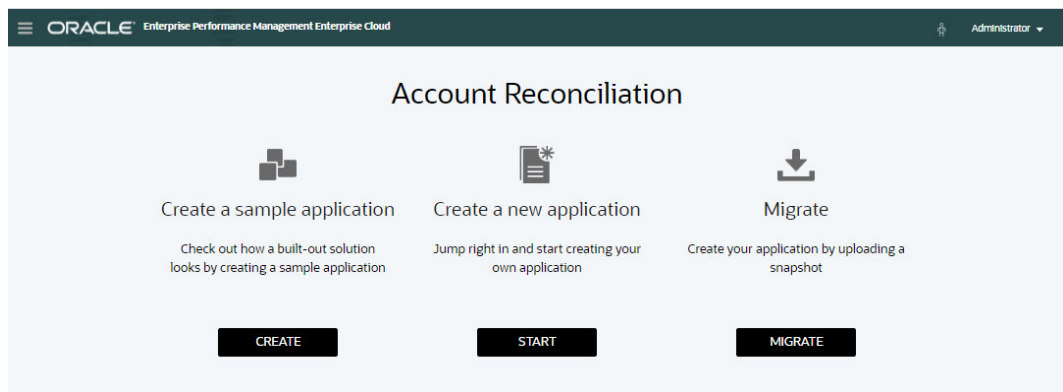 ORACLE® Enterprise Performance Management Enterprise Cloud
Administrator
Account Reconciliation
Create a sample application
Check out how a built-out solution
looks by creating a sample application
CREATE
Create a new application
Jump right in and start creating your
own application
START
Migrate
Create your application by uploading a
snapshot
MIGRATE